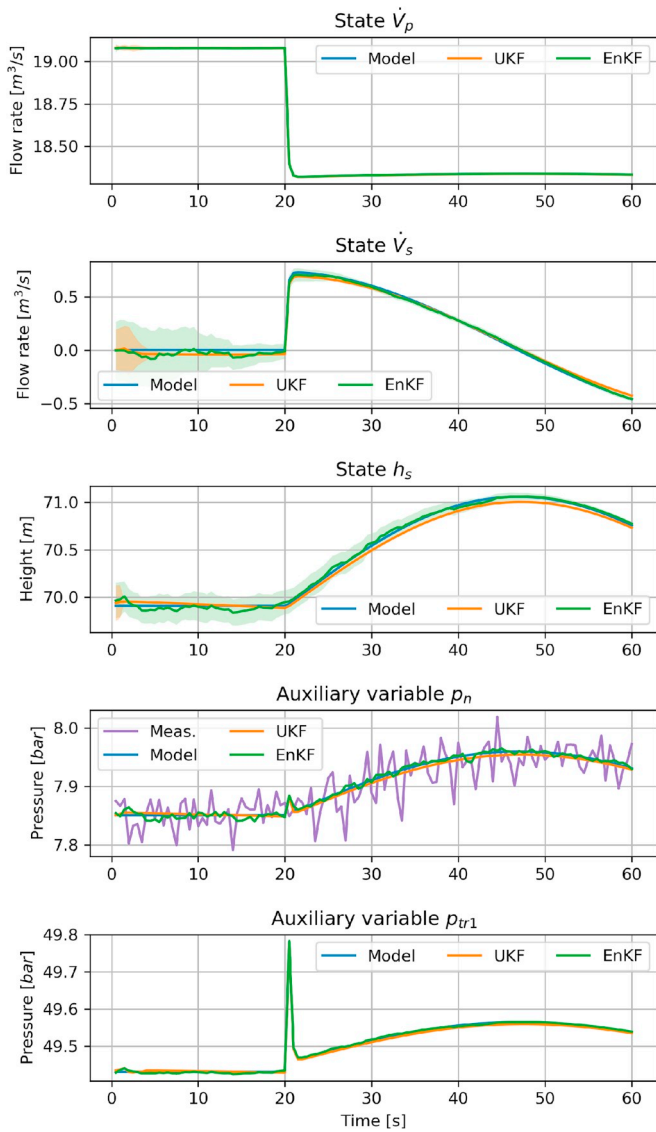 State V̇_p
Flow rate [m³/s]
19.00
18.75
18.50
Model UKF EnKF
0 10 20 30 40 50 60
State V̇_s
Flow rate [m³/s]
0.5
0.0
−0.5
Model UKF EnKF
0 10 20 30 40 50 60
State h_s
Height [m]
71.0
70.5
70.0
Model UKF EnKF
0 10 20 30 40 50 60
Auxiliary variable p_n
Pressure [bar]
8.0
7.9
7.8
Meas. UKF
Model EnKF
0 10 20 30 40 50 60
Auxiliary variable p_tr1
Pressure [bar]
49.8
49.7
49.6
49.5
Model UKF EnKF
0 10 20 30 40 50 60
Time [s]